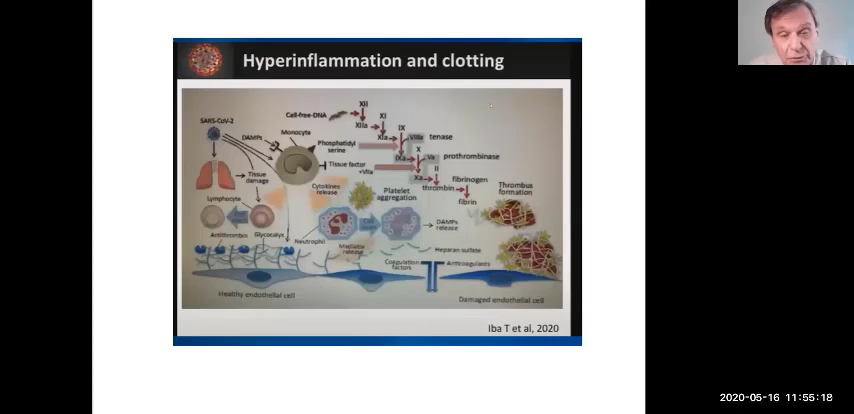 Hyperinflammation and clotting
XII
Cell-free-DNA
XI
SARS-CoV-2
XIIa
IX
DAMPs
Monocyte
XIa
VIIIa
tenase
Phosphatidyl
serine
X
IXa
Va
prothrombinase
Tissue factor
+VIIa
II
Tissue
damage
Xa
fibrinogen
thrombin
Thrombus
formation
Cytokines
release
Platelet
aggregation
fibrin
Lymphocyte
DAMPs
release
Antithrombin
Glycocalyx
Neutrophil
Mediator
release
Heparan sulfate
Coagulation
factors
Anticoagulants
Healthy endothelial cell
Damaged endothelial cell
Iba T et al, 2020
2020-05-16 11:55:18